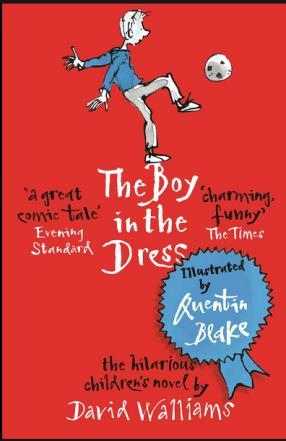 The Boy
in the
Dress
'a great
comic tale'
Evening
Standard
'charming,
funny'
The Times
Illustrated
by
Quentin
Blake
the hilarious
children's novel by
David Walliams